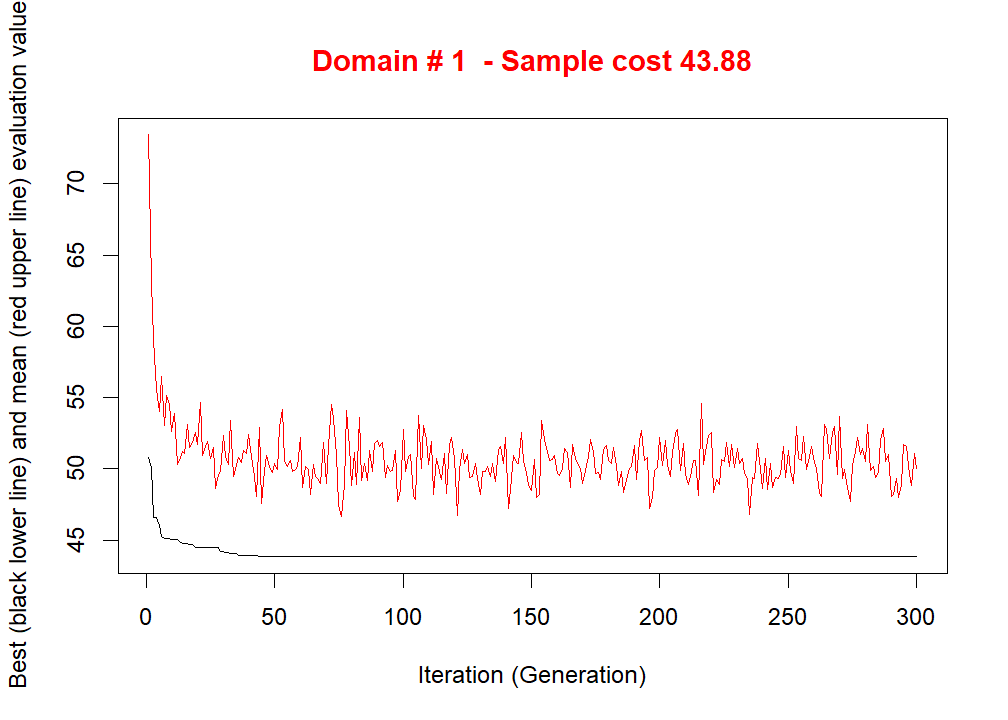 Domain # 1  - Sample cost 43.88
Best (black lower line) and mean (red upper line) evaluation value
70
65
60
55
50
45
0 50 100 150 200 250 300
Iteration (Generation)